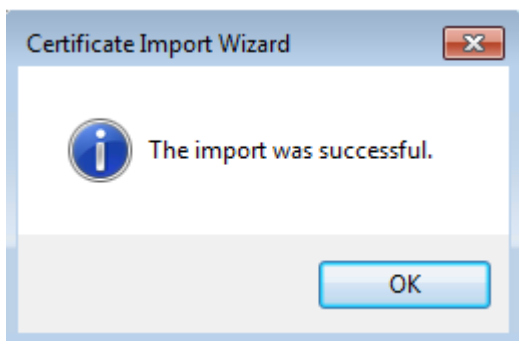 Certificate Import Wizard
The import was successful.
OK